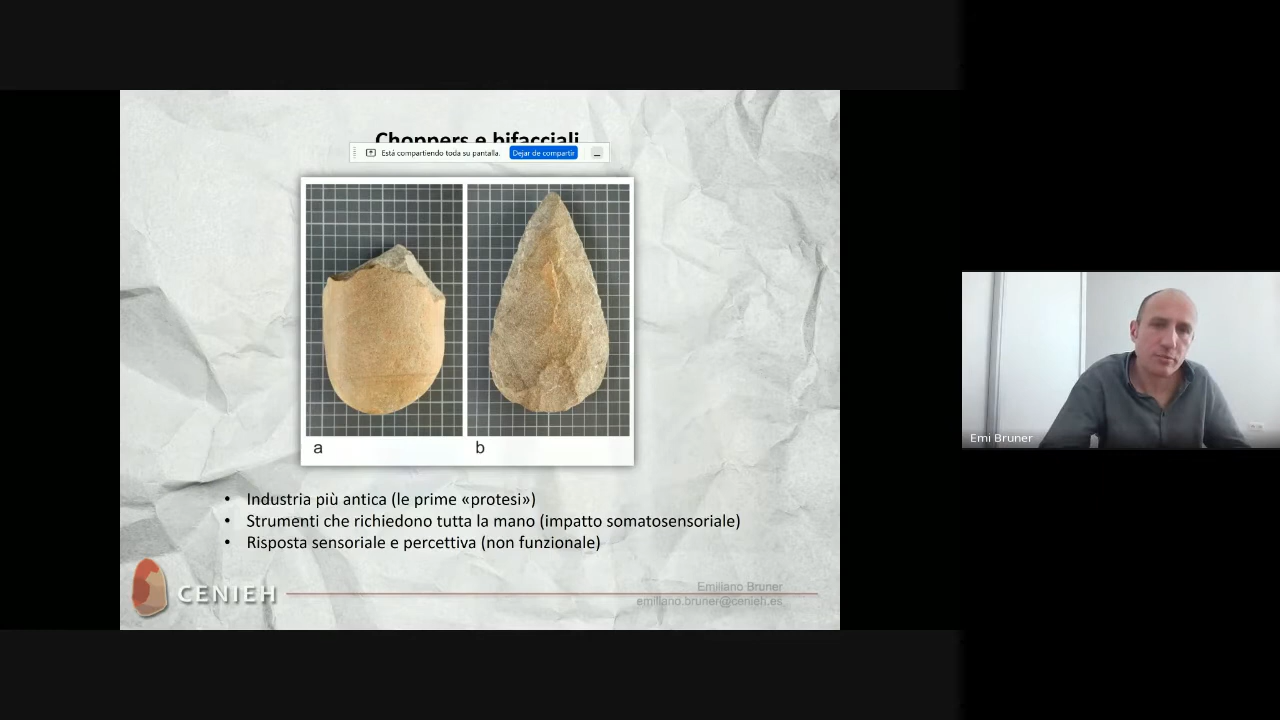 Choppers e bifacciali
Está compartiendo toda su pantalla.
Dejar de compartir
a
b
Emi Bruner
• Industria più antica (le prime «protesi»)
• Strumenti che richiedono tutta la mano (impatto somatosensoriale)
• Risposta sensoriale e percettiva (non funzionale)
CENIEH
Emiliano Bruner
emiliano.bruner@cenieh.es